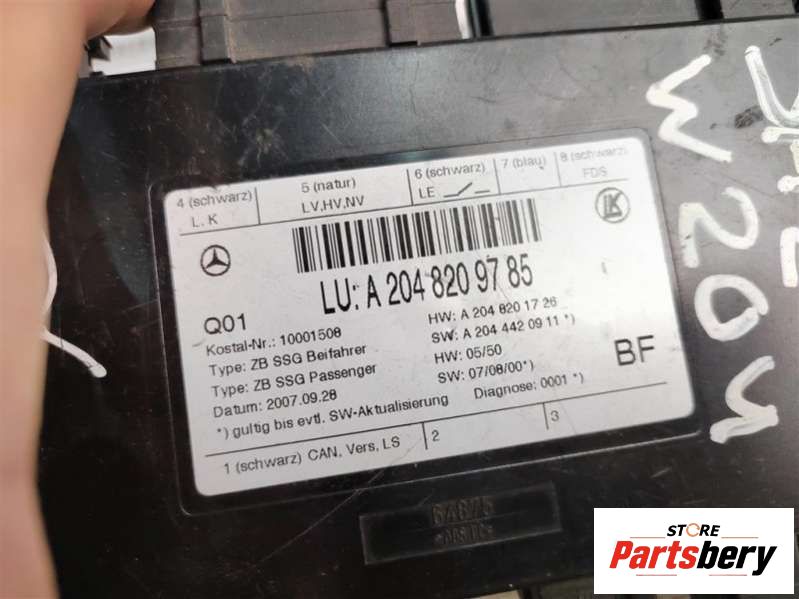 4 (schwarz)
L. K
5 (natur)
LV,HV,NV
6 (schwarz)
LE
7 (blau)
8 (schwarz)
FDS
LK
LU: A 204 820 97 85
Q01
Kostal-Nr.: 10001508
Type: ZB SSG Beifahrer
Type: ZB SSG Passenger
Datum: 2007.09.28
HW: A 204 820 17 26
SW: A 204 442 09 11 *)
HW: 05/50
SW: 07/08/00*)
Diagnose: 0001 *)
*) gultig bis evtl. SW-Aktualisierung
BF
1 (schwarz) CAN, Vers, LS
2
3
W204
STORE
Partsbery